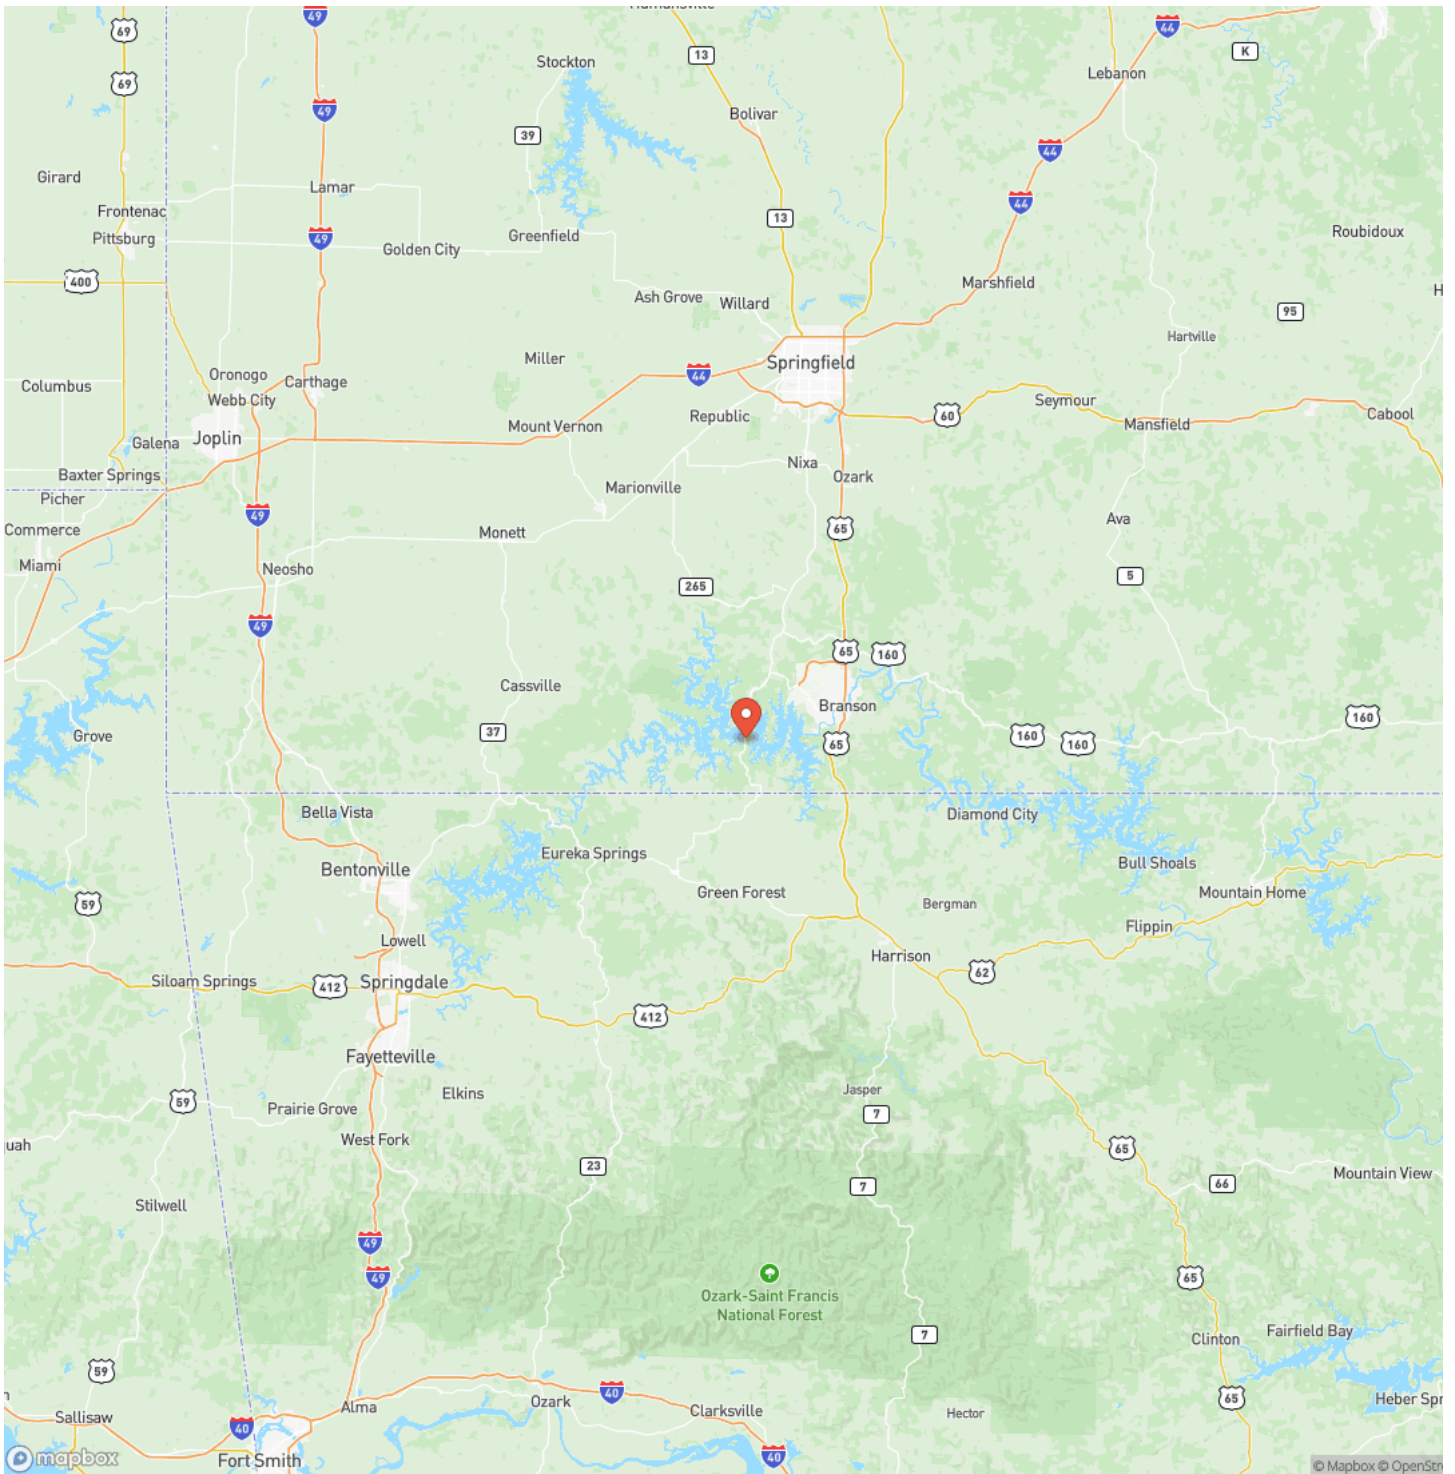 69
49
13
44
K
Stockton
Lebanon
69
49
Bolivar
39
44
Girard
Lamar
44
Frontenac
13
Pittsburg
49
Greenfield
Roubidoux
Golden City
400
Marshfield
Ash Grove
Willard
95
Hartville
Miller
Springfield
44
Oronogo
Carthage
Columbus
Webb City
Seymour
Republic
60
Cabool
Mount Vernon
Mansfield
Joplin
Galena
Nixa
Baxter Springs
Ozark
Marionville
Picher
49
Ava
Commerce
Monett
65
Miami
Neosho
5
265
49
65
160
Cassville
Branson
160
Grove
37
65
160
160
Bella Vista
Diamond City
Eureka Springs
Bull Shoals
Bentonville
Green Forest
Mountain Home
59
Bergman
Flippin
Lowell
Harrison
62
Siloam Springs
412
Springdale
412
Fayetteville
Jasper
Elkins
59
Prairie Grove
7
uah
West Fork
65
23
Mountain View
7
66
Stilwell
49
49
65
Ozark-Saint Francis
National Forest
7
Clinton
Fairfield Bay
59
40
65
Heber Spr
Alma
Ozark
Clarksville
Hector
Sallisaw
40
40
Fort Smith
mapbox
© Mapbox © OpenStr